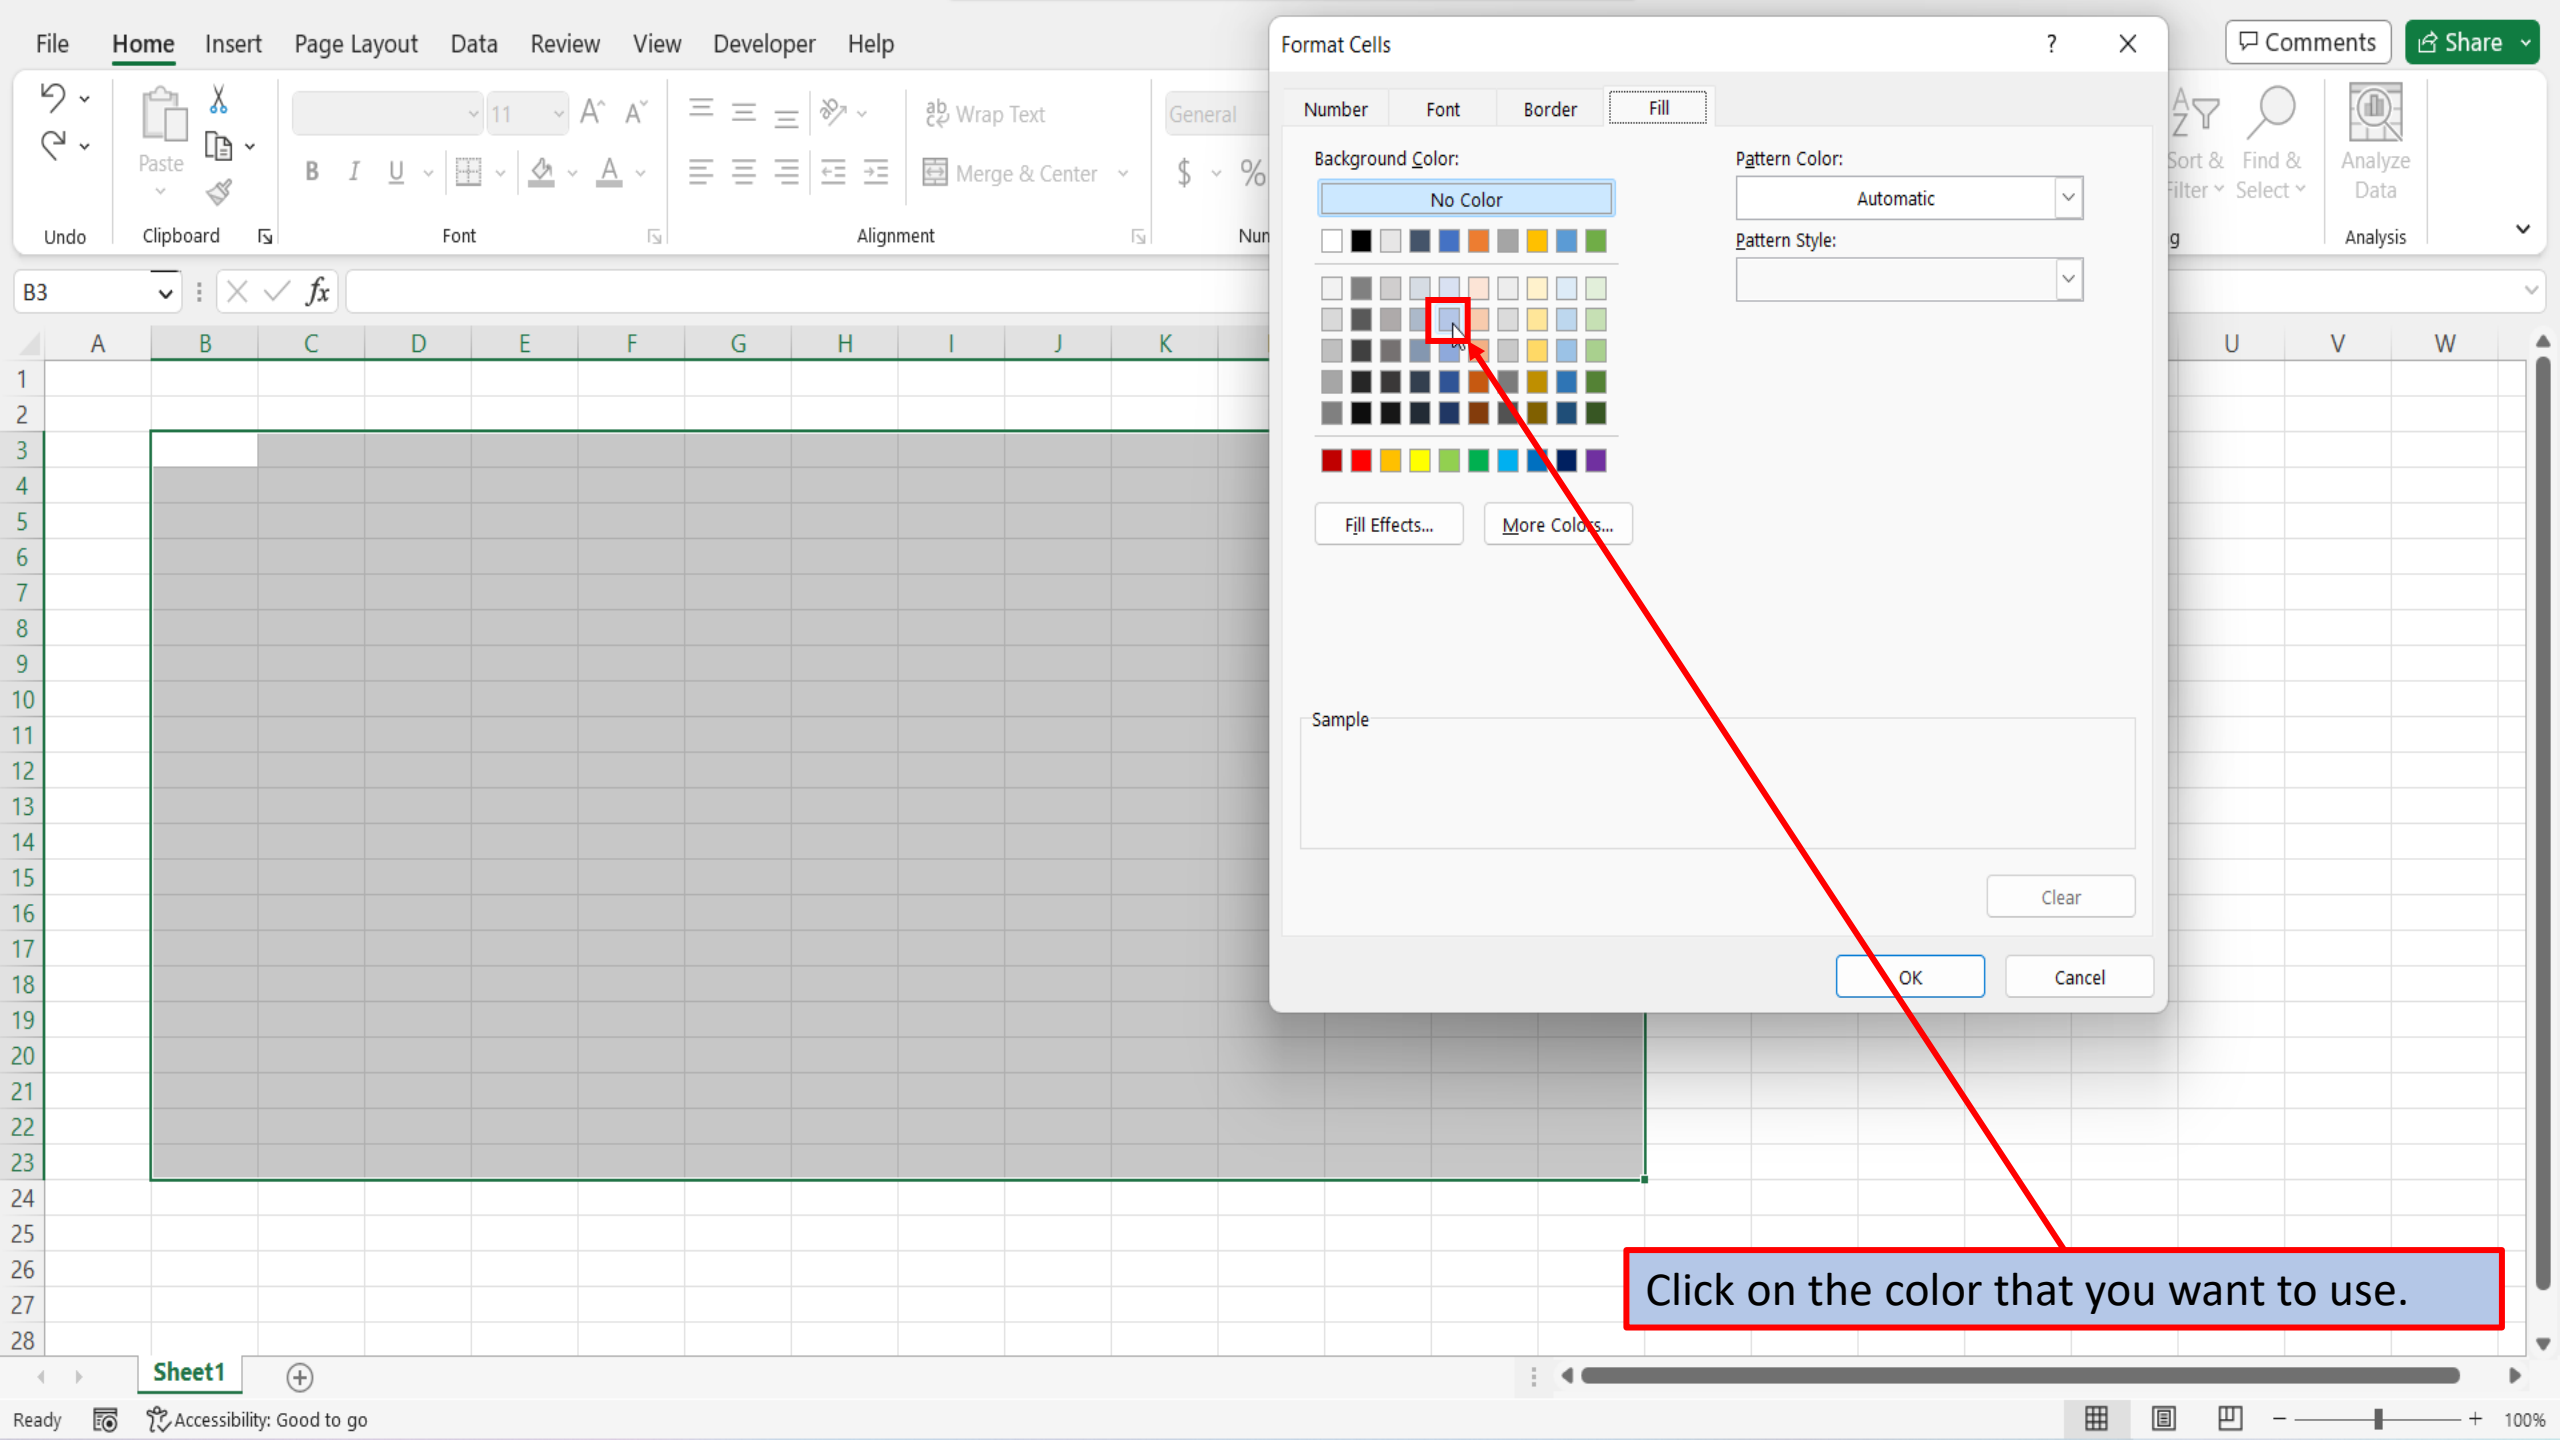 File Home Insert Page Layout Data Review View Developer Help
Comments Share
Paste
Undo Clipboard
11
B I U
Font
ab Wrap Text
Merge & Center
Alignment
General
$ %
Num
Sort & Filter
Find & Select
g
Analyze Data
Analysis
B3 fx
A B C D E F G H I J K U V W
1
2
3
4
5
6
7
8
9
10
11
12
13
14
15
16
17
18
19
20
21
22
23
24
25
26
27
28
Format Cells ?
Number Font Border Fill
Background Color:
No Color
Pattern Color:
Automatic
Pattern Style:
Fill Effects... More Colors...
Sample
Clear
OK Cancel
Click on the color that you want to use.
Sheet1
Ready Accessibility: Good to go
100%